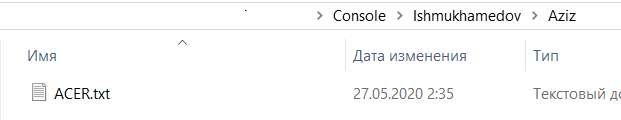 Console Ishmukhamedov Aziz
Имя Дата изменения Тип
ACER.txt 27.05.2020 2:35 Текстовый до